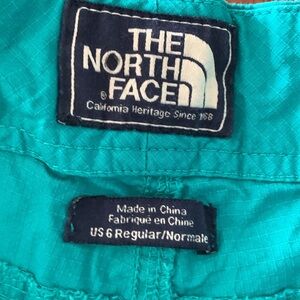 THE
NORTH
FACE
®
California Heritage Since 1968
Made in China
Fabriqué en Chine
US 6 Regular/Normale